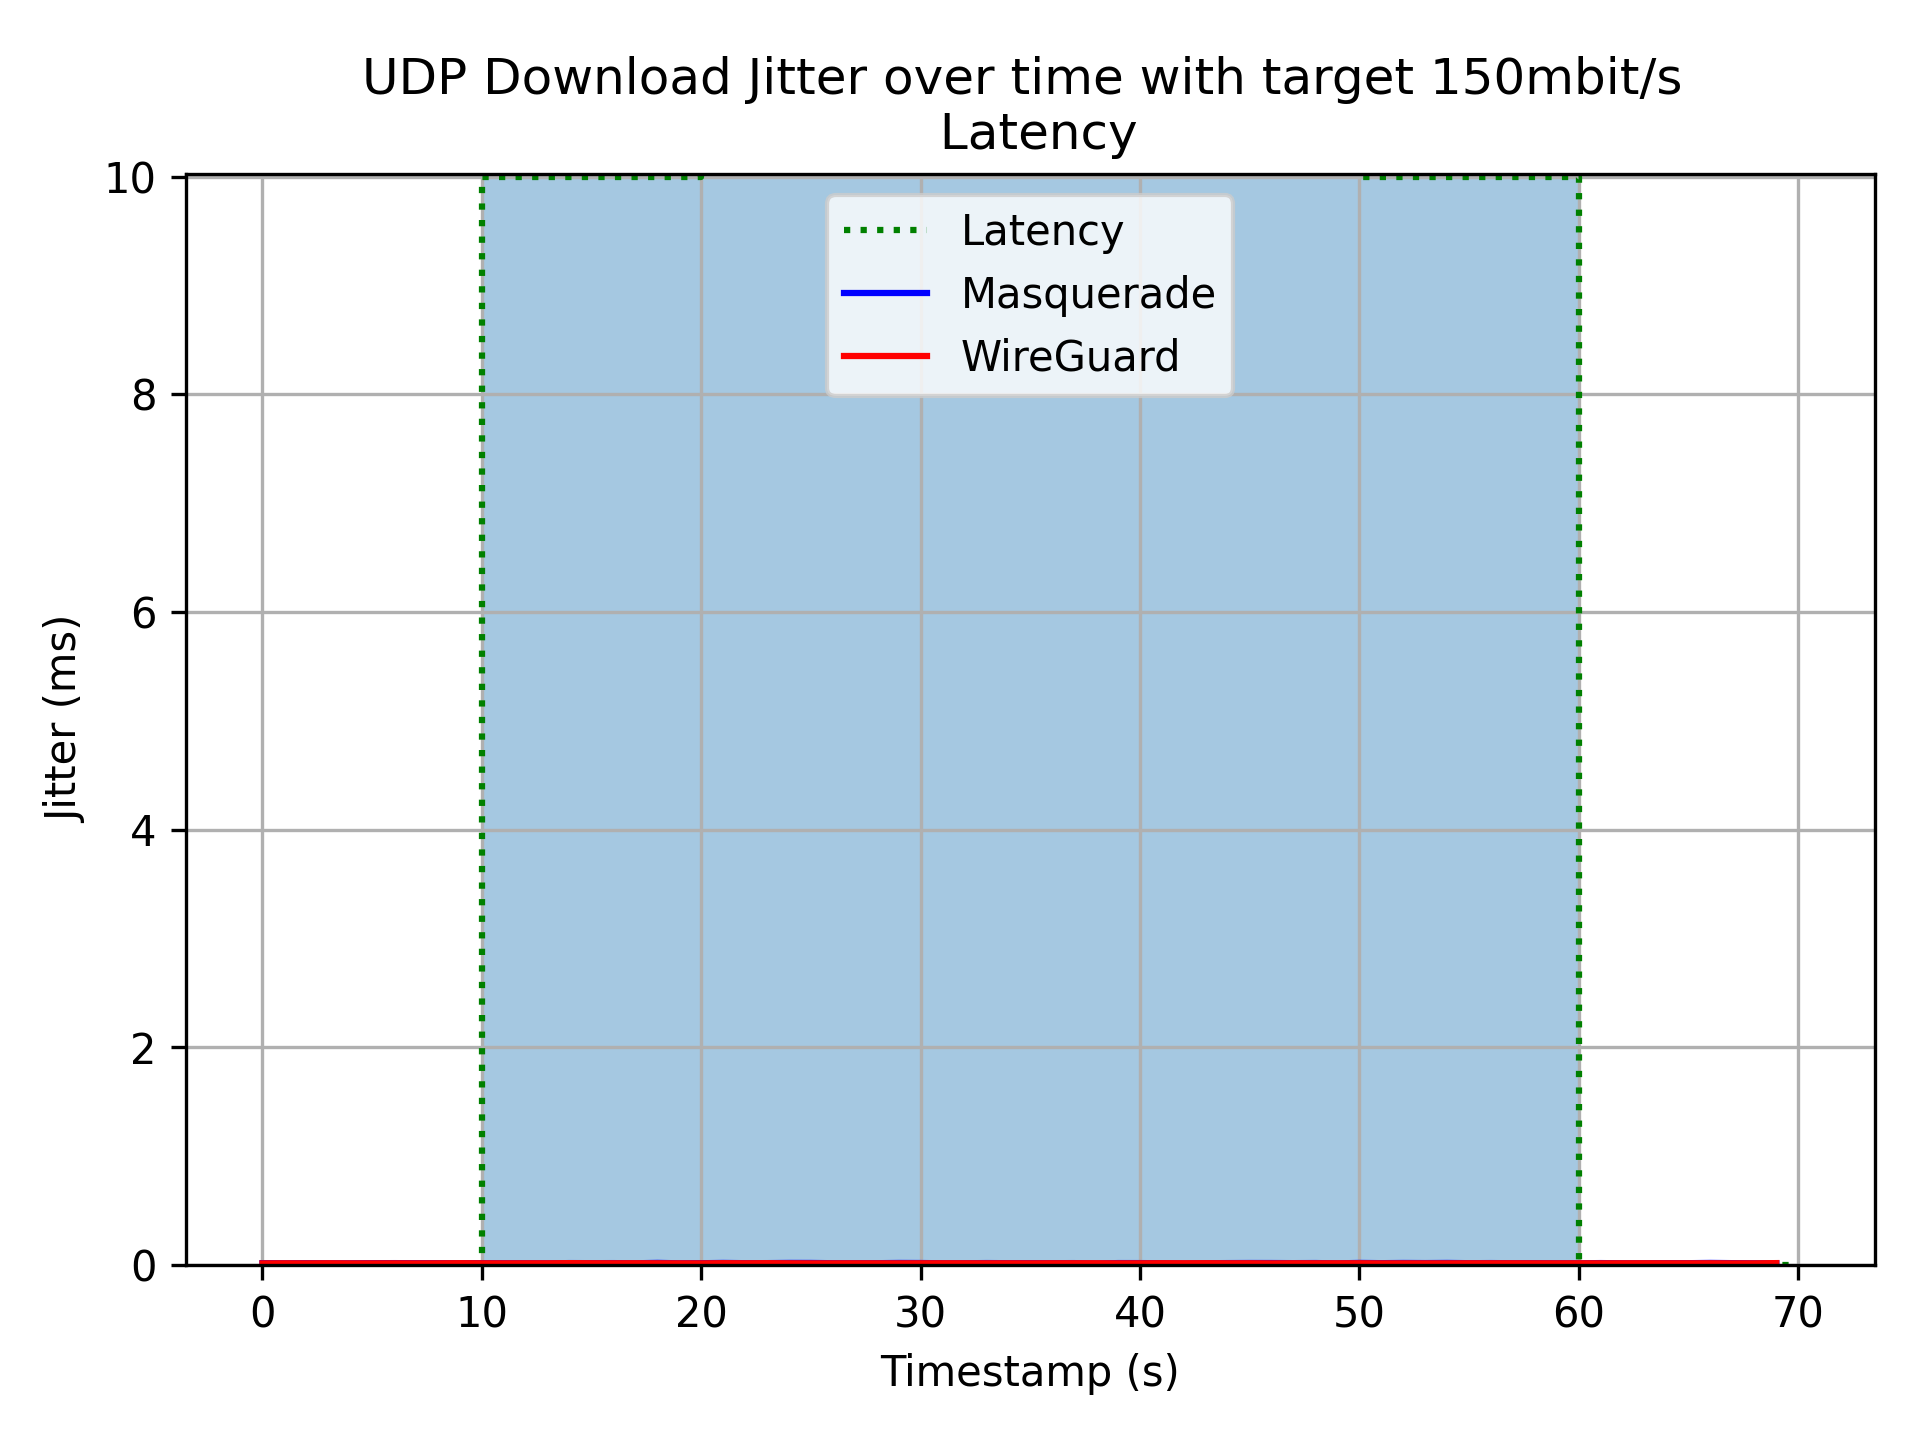 UDP Download Jitter over time with target 150mbit/s
Latency
10
8
6
4
2
0
Jitter (ms)
Latency
Masquerade
WireGuard
0 10 20 30 40 50 60 70
Timestamp (s)